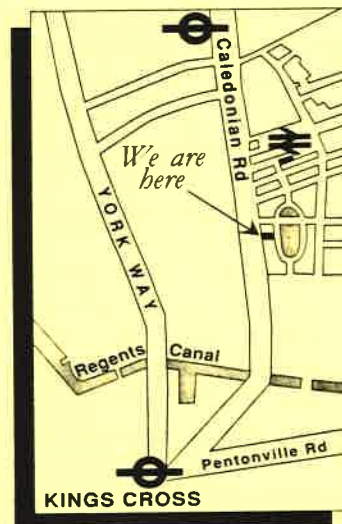 Caledonian Rd
We are
here
YORK WAY
Regents Canal
Pentonville Rd
KINGS CROSS